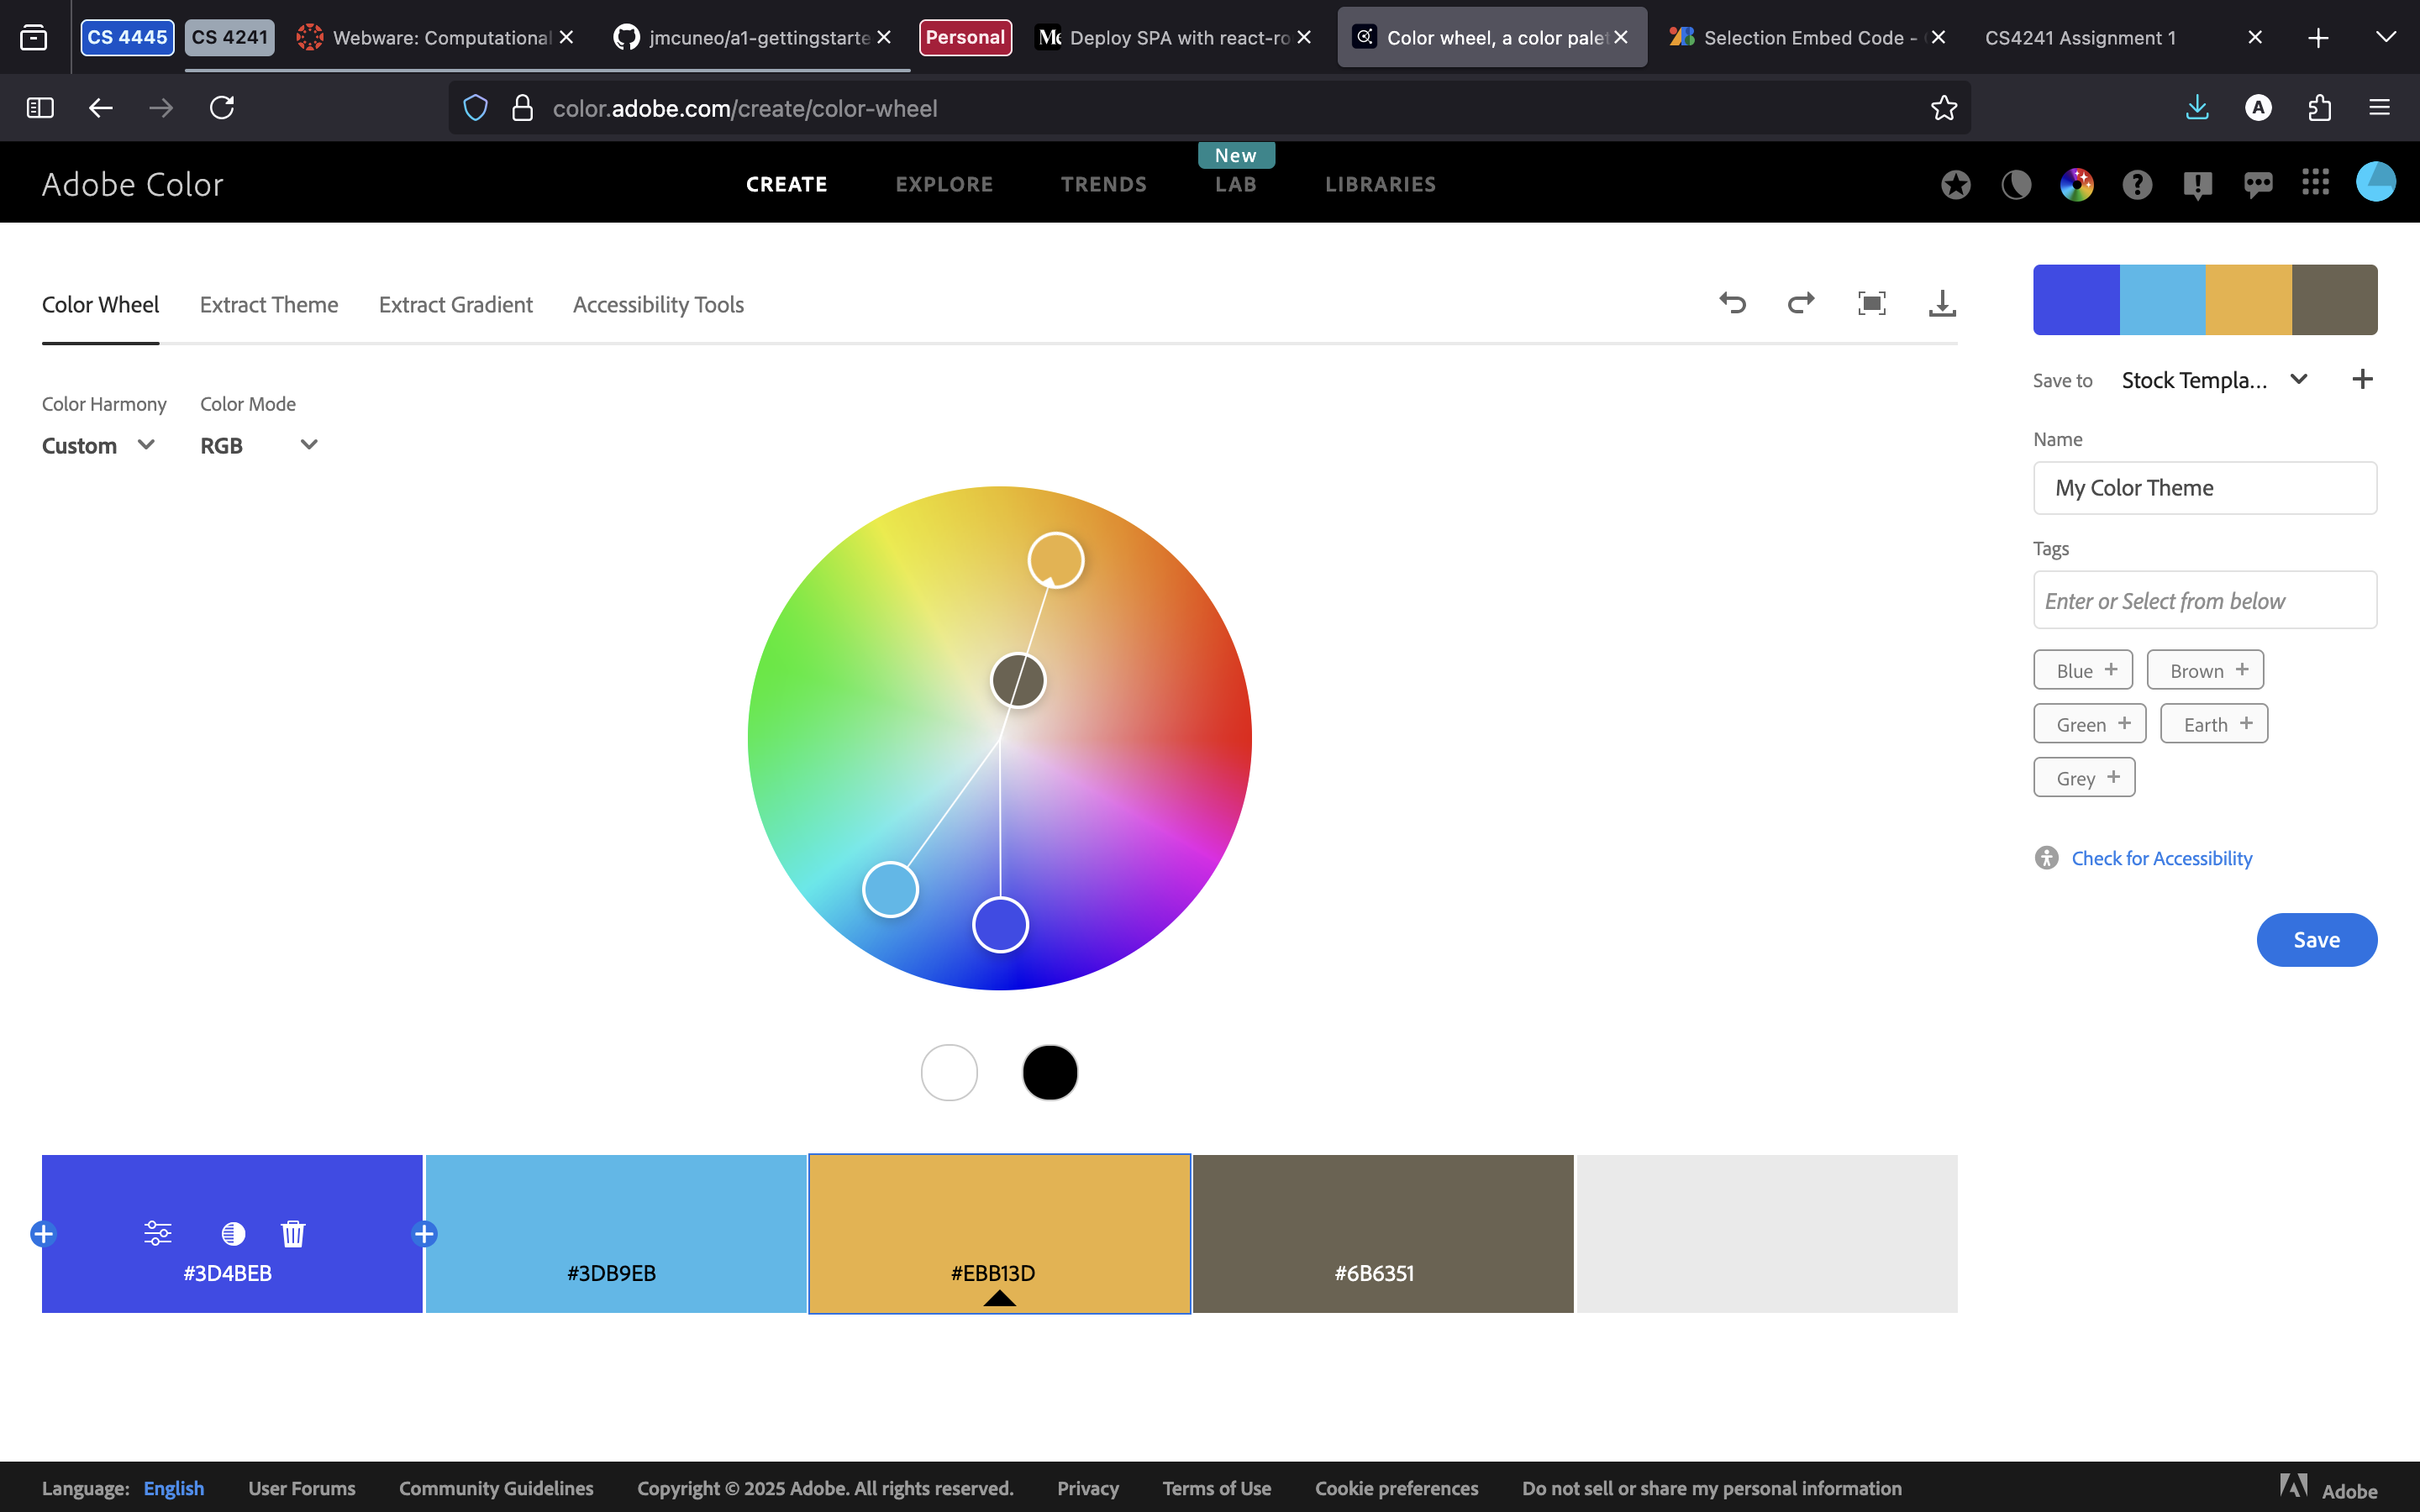 CS 4445 CS 4241 Webware: Computational jmcuneo/a1-gettingstarte Personal Deploy SPA with react-ro Color wheel, a color pale Selection Embed Code - CS4241 Assignment 1
color.adobe.com/create/color-wheel
A
New
Adobe Color CREATE EXPLORE TRENDS LAB LIBRARIES
Color Wheel Extract Theme Extract Gradient Accessibility Tools
Save to Stock Templa...
Color Harmony Color Mode
Custom RGB
Name
My Color Theme
Tags
Enter or Select from below
Blue + Brown +
Green + Earth +
Grey +
Check for Accessibility
Save
#3D4BEB #3DB9EB #EBB13D #6B6351
Language: English User Forums Community Guidelines Copyright © 2025 Adobe. All rights reserved. Privacy Terms of Use Cookie preferences Do not sell or share my personal information Adobe